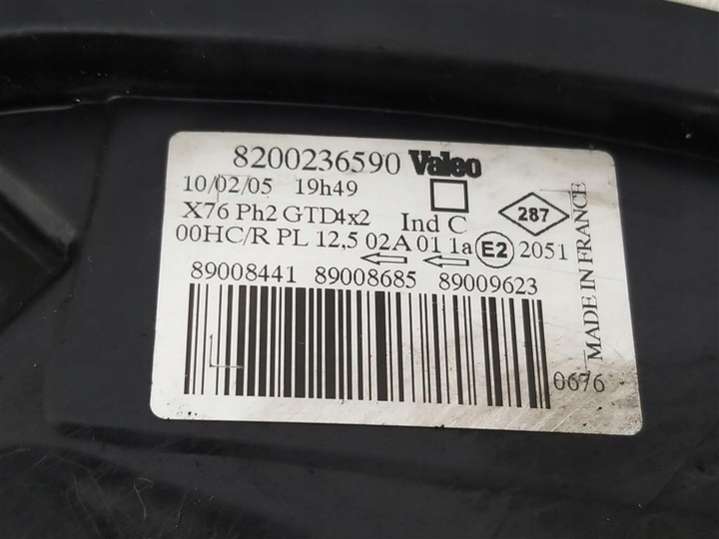 8200236590 Valeo
10/02/05 19h49
X76 Ph2 GTD4x2 Ind C
287
00HC/R PL 12,5 02A 01 1a E2 2051
89008441 89008685 89009623
0676
MADE IN FRANCE